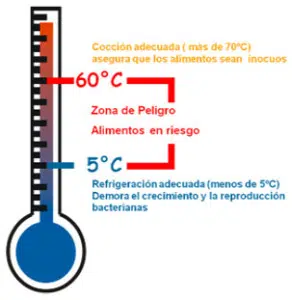 Cocción adecuada ( más de 70ºC)
asegura que los alimentos sean inocuos
60°C
Zona de Peligro
Alimentos en riesgo
5°C
Refrigeración adecuada (menos de 5ºC)
Demora el crecimiento y la reproducción
bacterianas